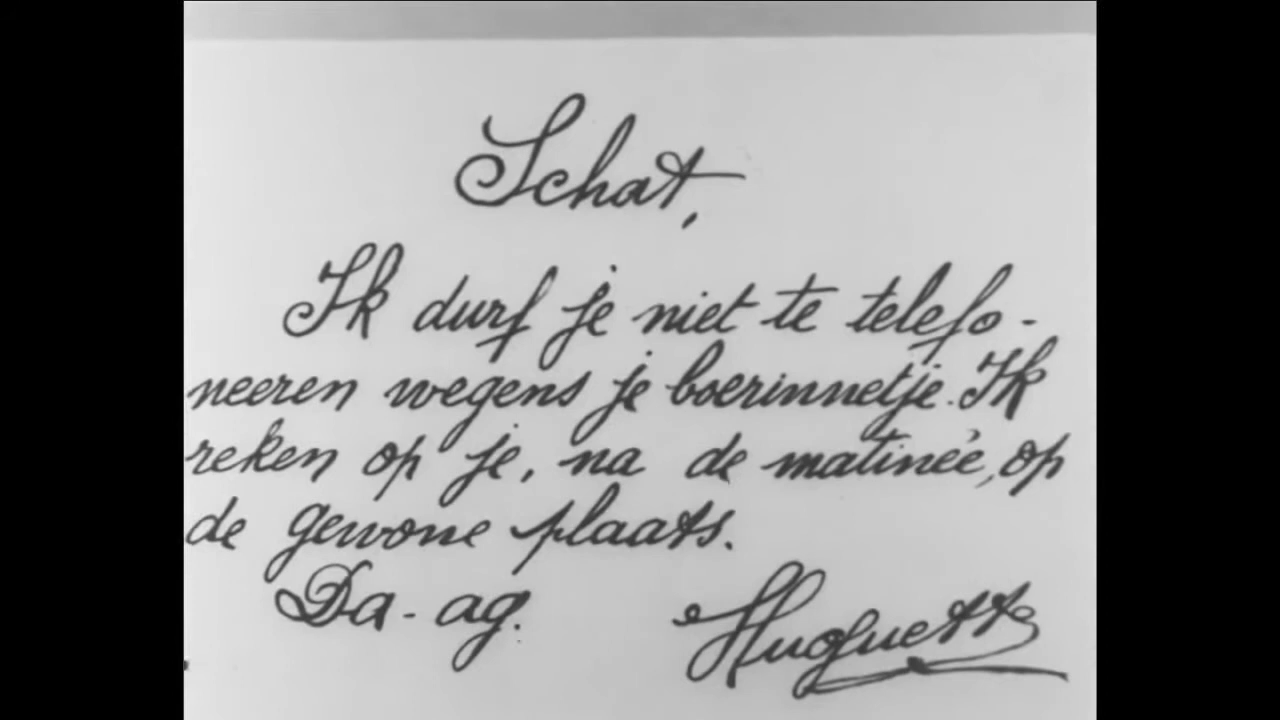 Schat,
Ik durf je niet te telefo-
neeren wegens je boerinnetje. Ik
reken op je, na de matinée, op
de gewone plaats.
Da-ag.
Huguette